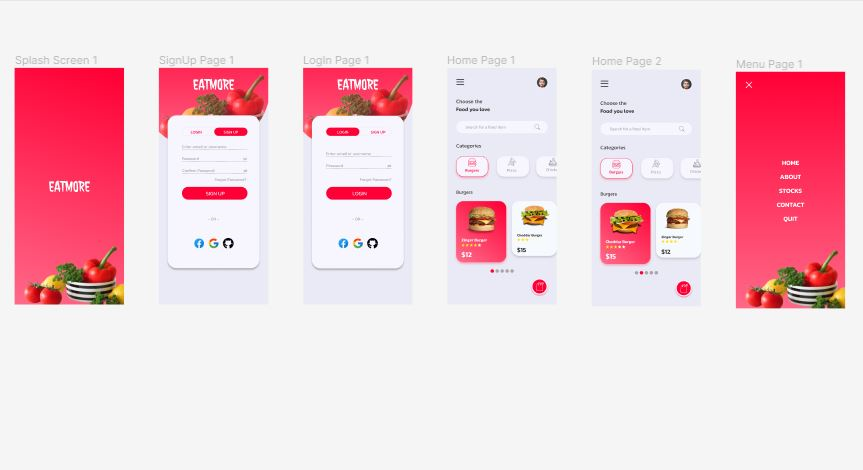 Splash Screen 1
EATMORE
SignUp Page 1
EATMORE
LOGIN SIGN UP
Enter email or username
Password
Confirm Password
Forgot Password?
SIGN UP
- OR -
Login Page 1
EATMORE
LOGIN SIGN UP
Enter email or username
Password
Forgot Password?
LOGIN
- OR -
Home Page 1
Choose the
Food you love
Search for a food item
Categories
Burgers Pizza
Burgers
Zinger Burger
$12
Cheddar Burger
$15
Home Page 2
Choose the
Food you love
Search for a food item
Categories
Burgers Pizza
Burgers
Cheddar Burger
$15
Zinger Burger
$12
Menu Page 1
HOME
ABOUT
STOCKS
CONTACT
QUIT